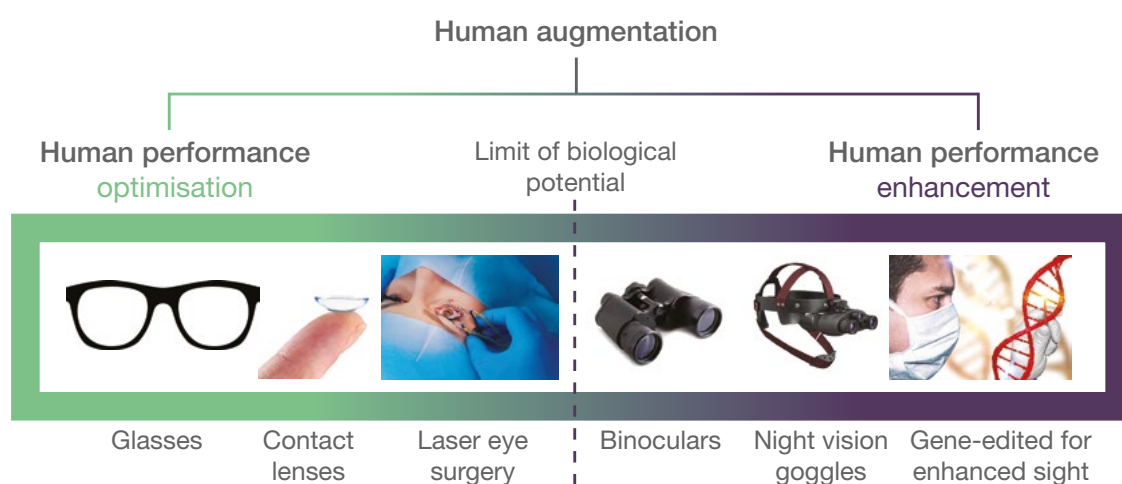 Human augmentation
Human performance
optimisation
Limit of biological
potential
Human performance
enhancement
Glasses
Contact
lenses
Laser eye
surgery
Binoculars
Night vision
goggles
Gene-edited for
enhanced sight